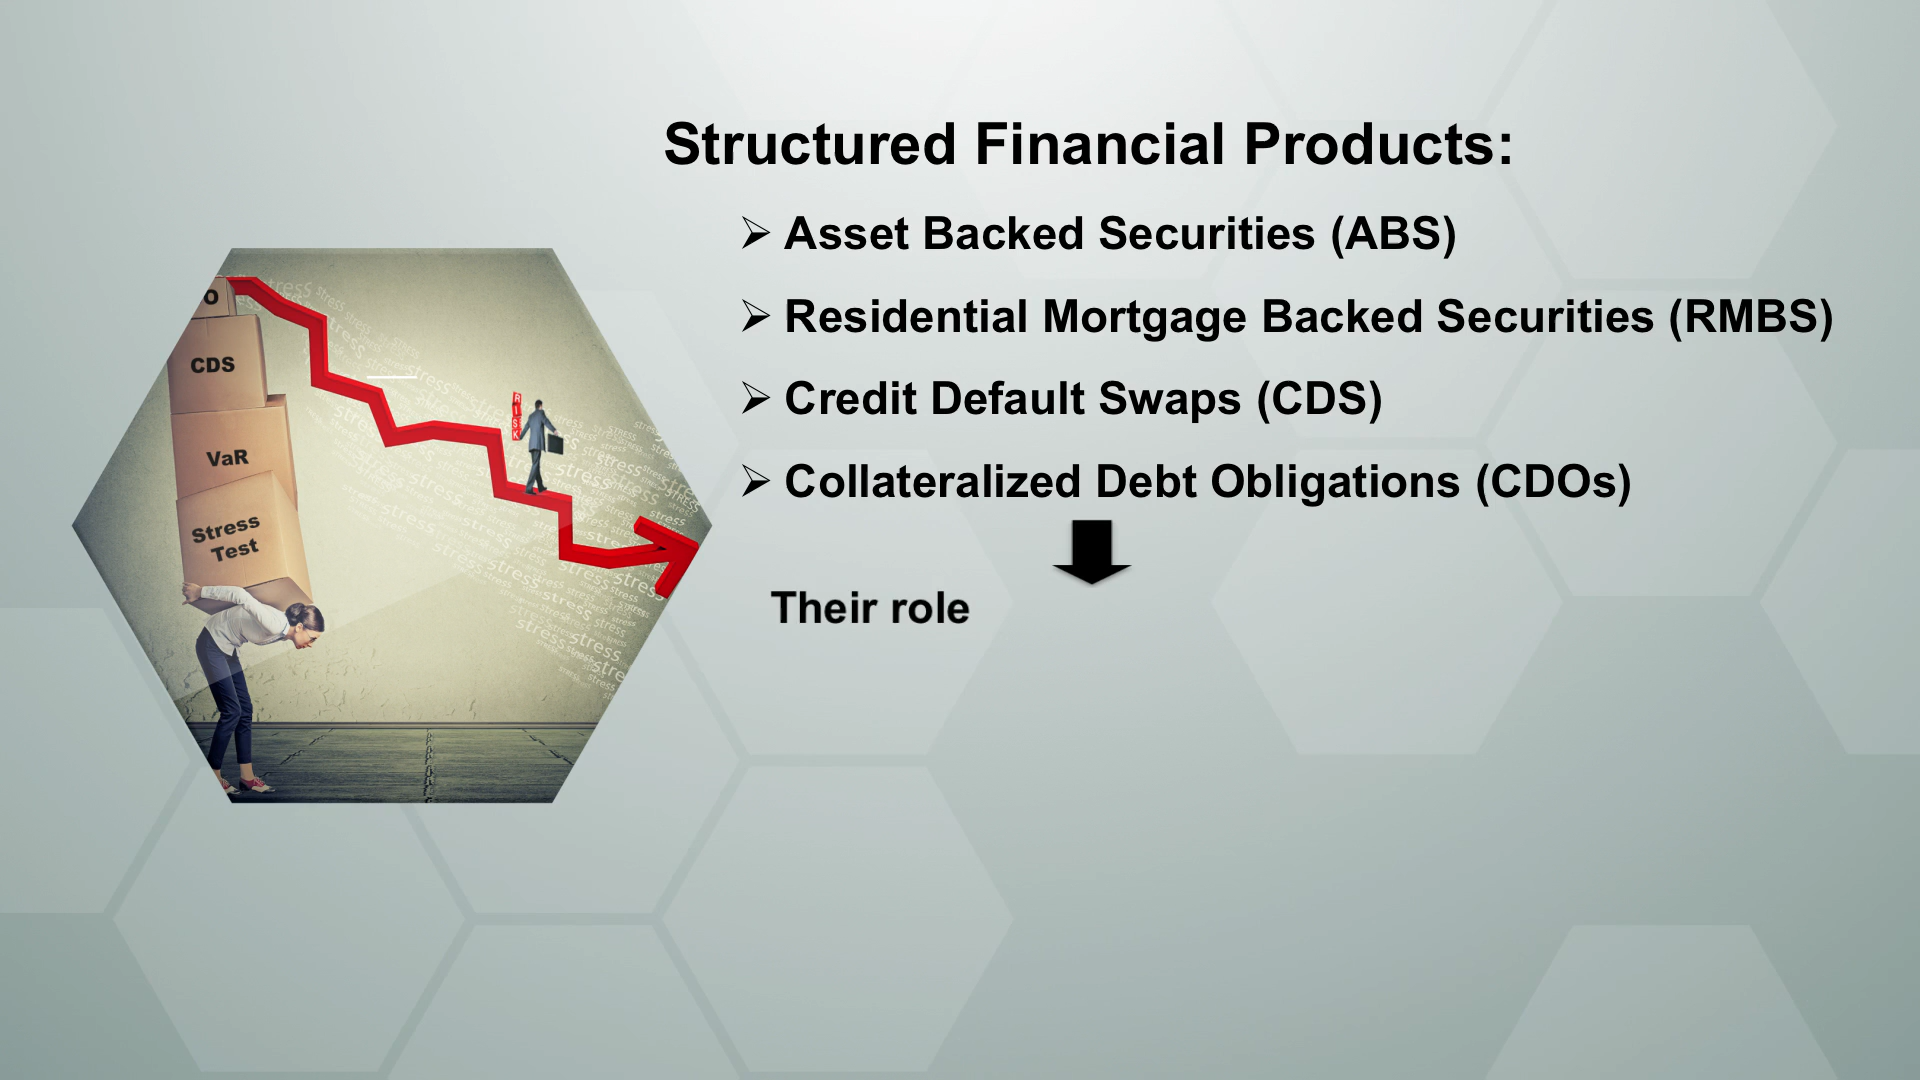 Structured Financial Products:
➢ Asset Backed Securities (ABS)
➢ Residential Mortgage Backed Securities (RMBS)
➢ Credit Default Swaps (CDS)
➢ Collateralized Debt Obligations (CDOs)
Their role
O
CDS
VaR
Stress
Test
RISK
stress